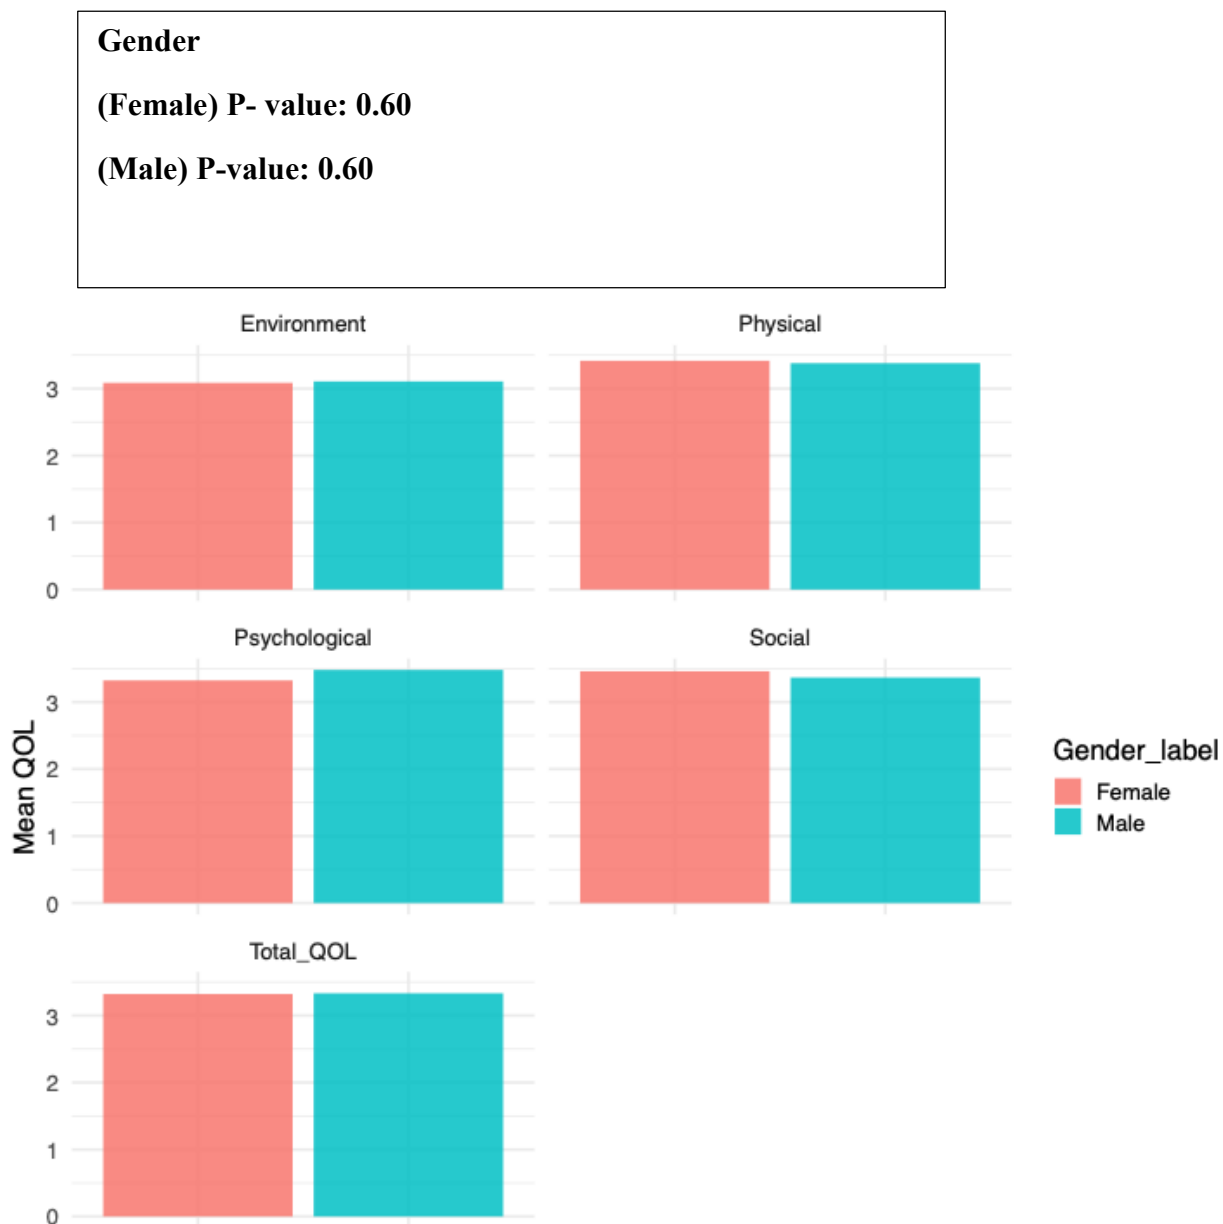 Gender
(Female) P- value: 0.60
(Male) P-value: 0.60
Environment
Physical
3
2
1
0
Psychological
Social
3
2
1
0
Mean QOL
Gender_label
Female
Male
Total_QOL
3
2
1
0